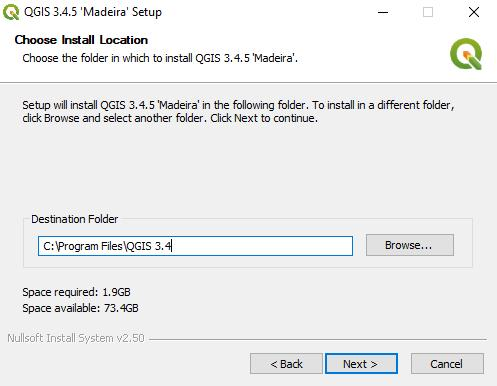 QGIS 3.4.5 'Madeira' Setup
Choose Install Location
Choose the folder in which to install QGIS 3.4.5 'Madeira'.
Setup will install QGIS 3.4.5 'Madeira' in the following folder. To install in a different folder,
click Browse and select another folder. Click Next to continue.
Destination Folder
C:\Program Files\QGIS 3.4
Browse...
Space required: 1.9GB
Space available: 73.4GB
Nullsoft Install System v2.50
< Back
Next >
Cancel